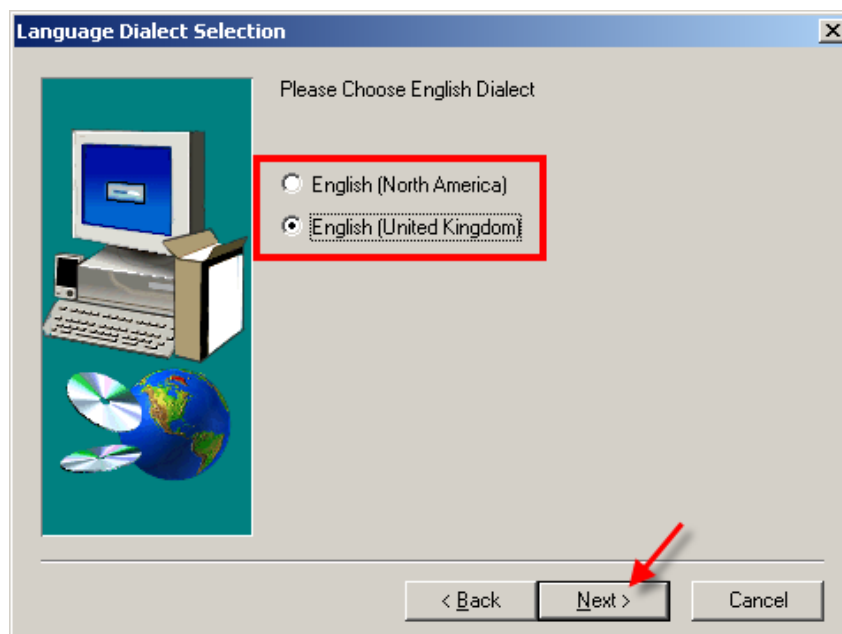 Language Dialect Selection
Please Choose English Dialect
English (North America)
English (United Kingdom)
< Back
Next >
Cancel